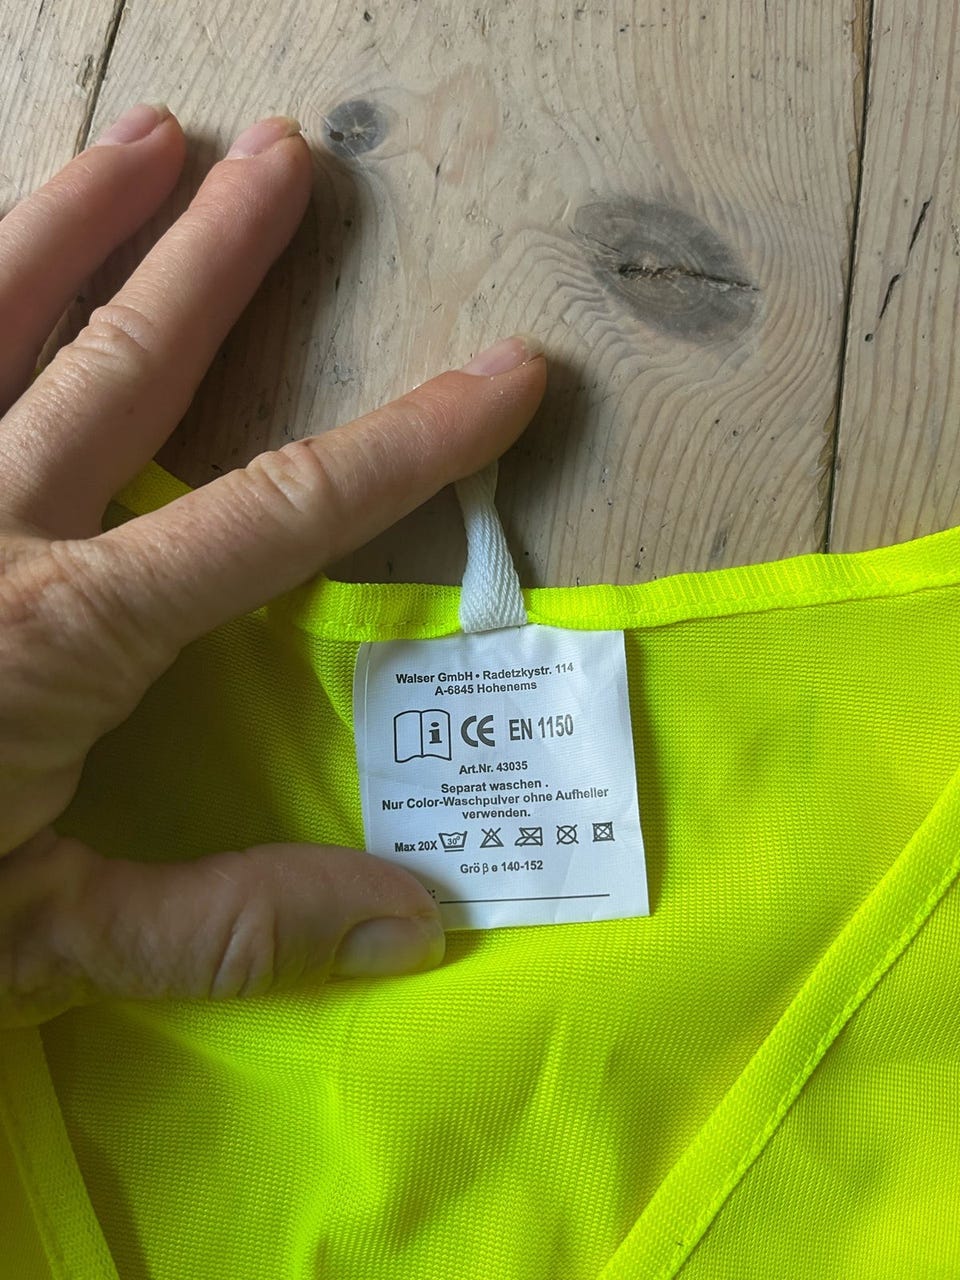 Walser GmbH • Radetzkystr. 114
A-6845 Hohenems
i CE EN 1150
Art.Nr. 43035
Separat waschen .
Nur Color-Waschpulver ohne Aufheller
verwenden.
Max 20X 30°
Grö β e 140-152
: